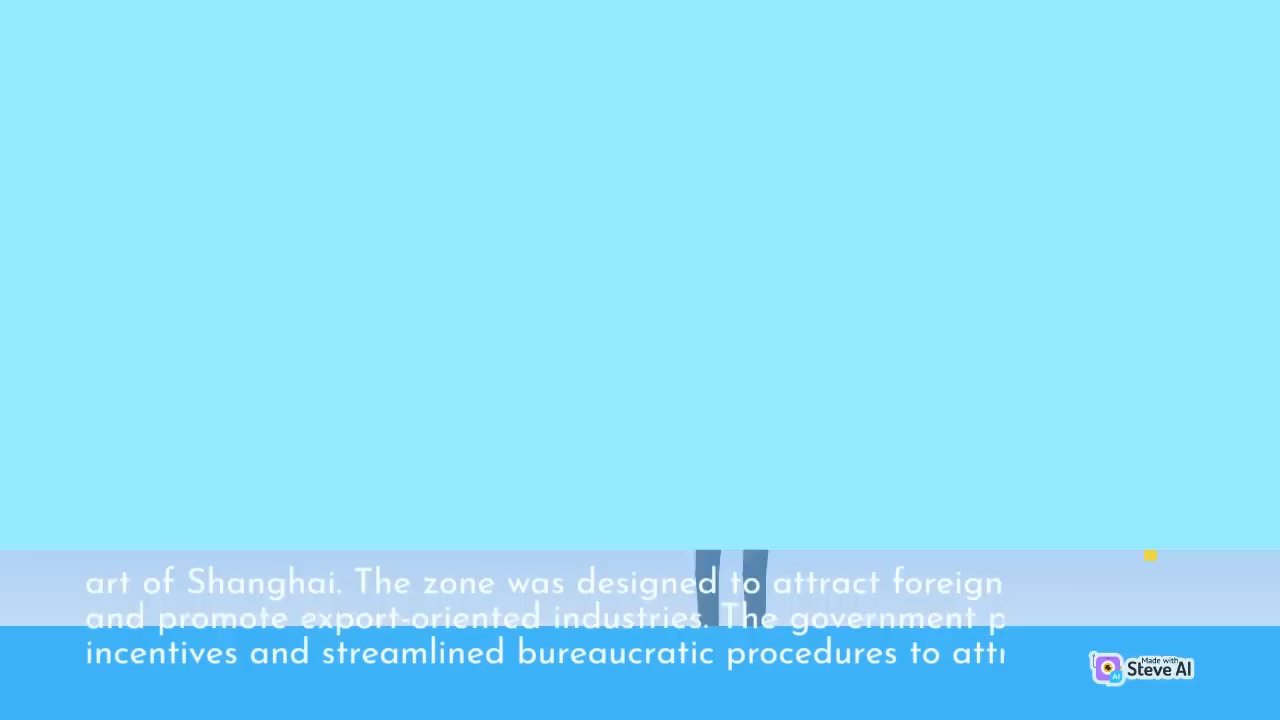 art of Shanghai. The zone was designed to attract foreign
and promote export-oriented industries. The government
incentives and streamlined bureaucratic procedures to
Made with
Steve AI
AI